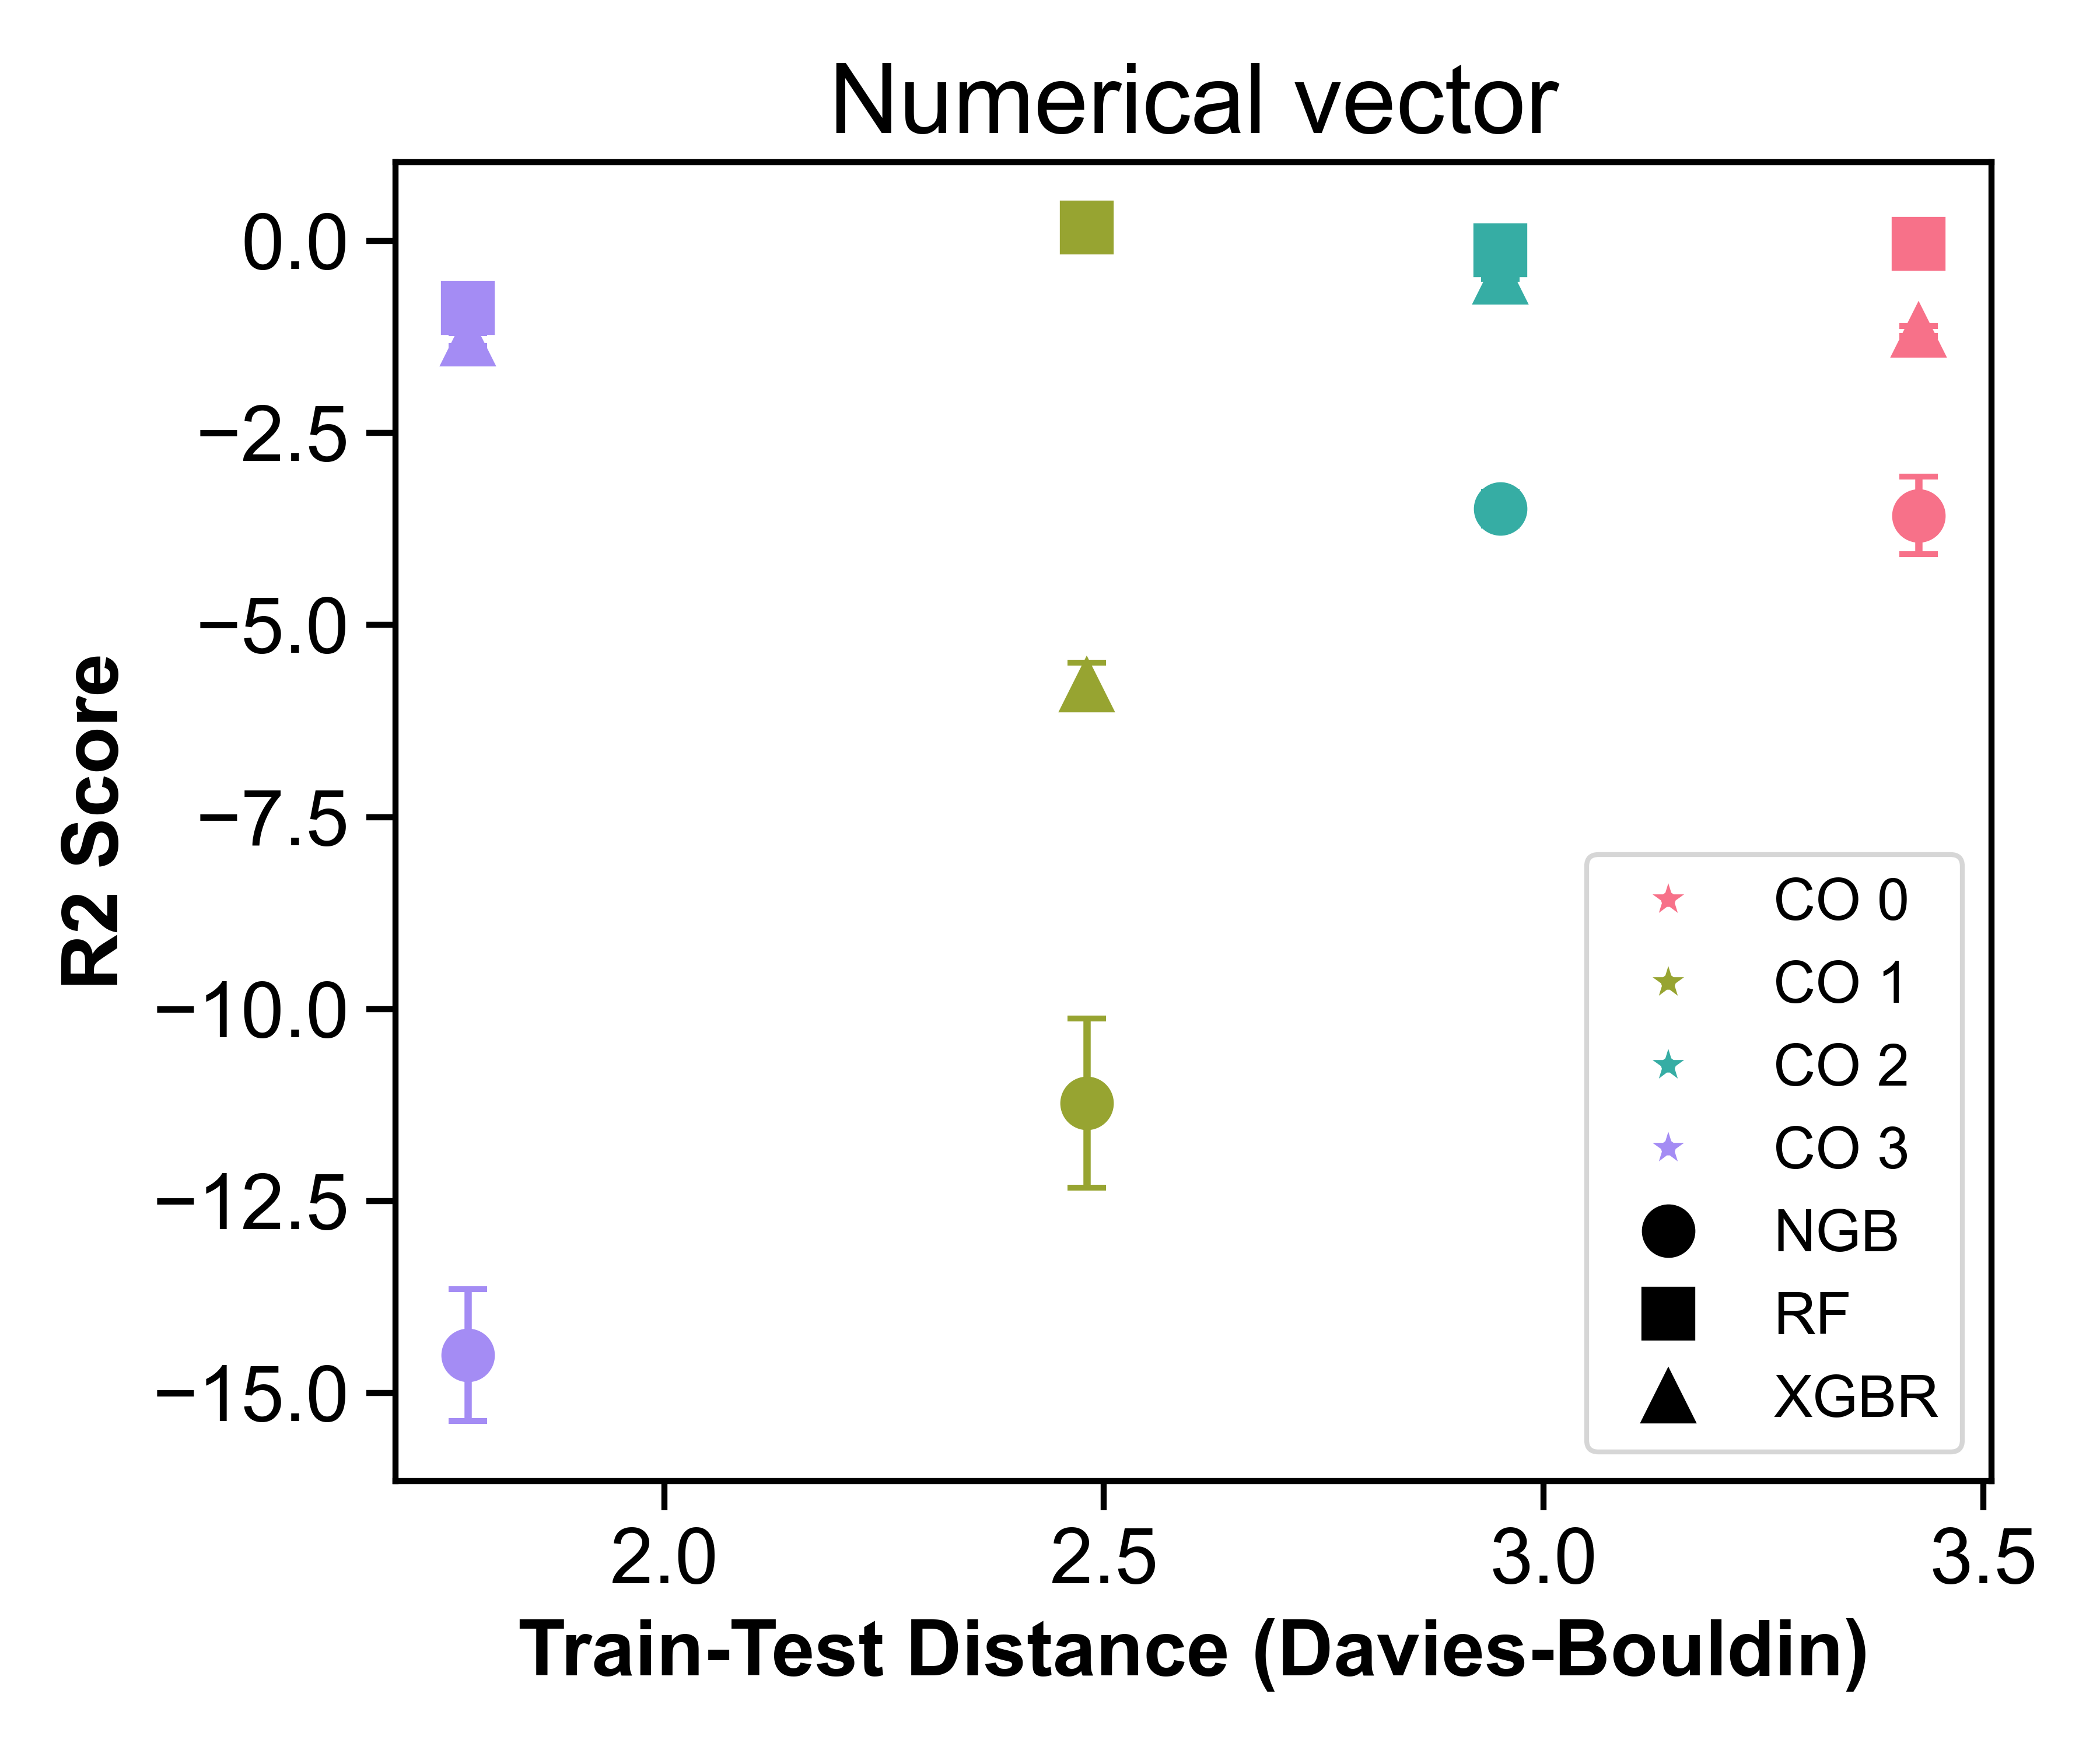 Numerical vector
R2 Score
0.0
−2.5
−5.0
−7.5
−10.0
−12.5
−15.0
CO 0
CO 1
CO 2
CO 3
NGB
RF
XGBR
2.0 2.5 3.0 3.5
Train-Test Distance (Davies-Bouldin)